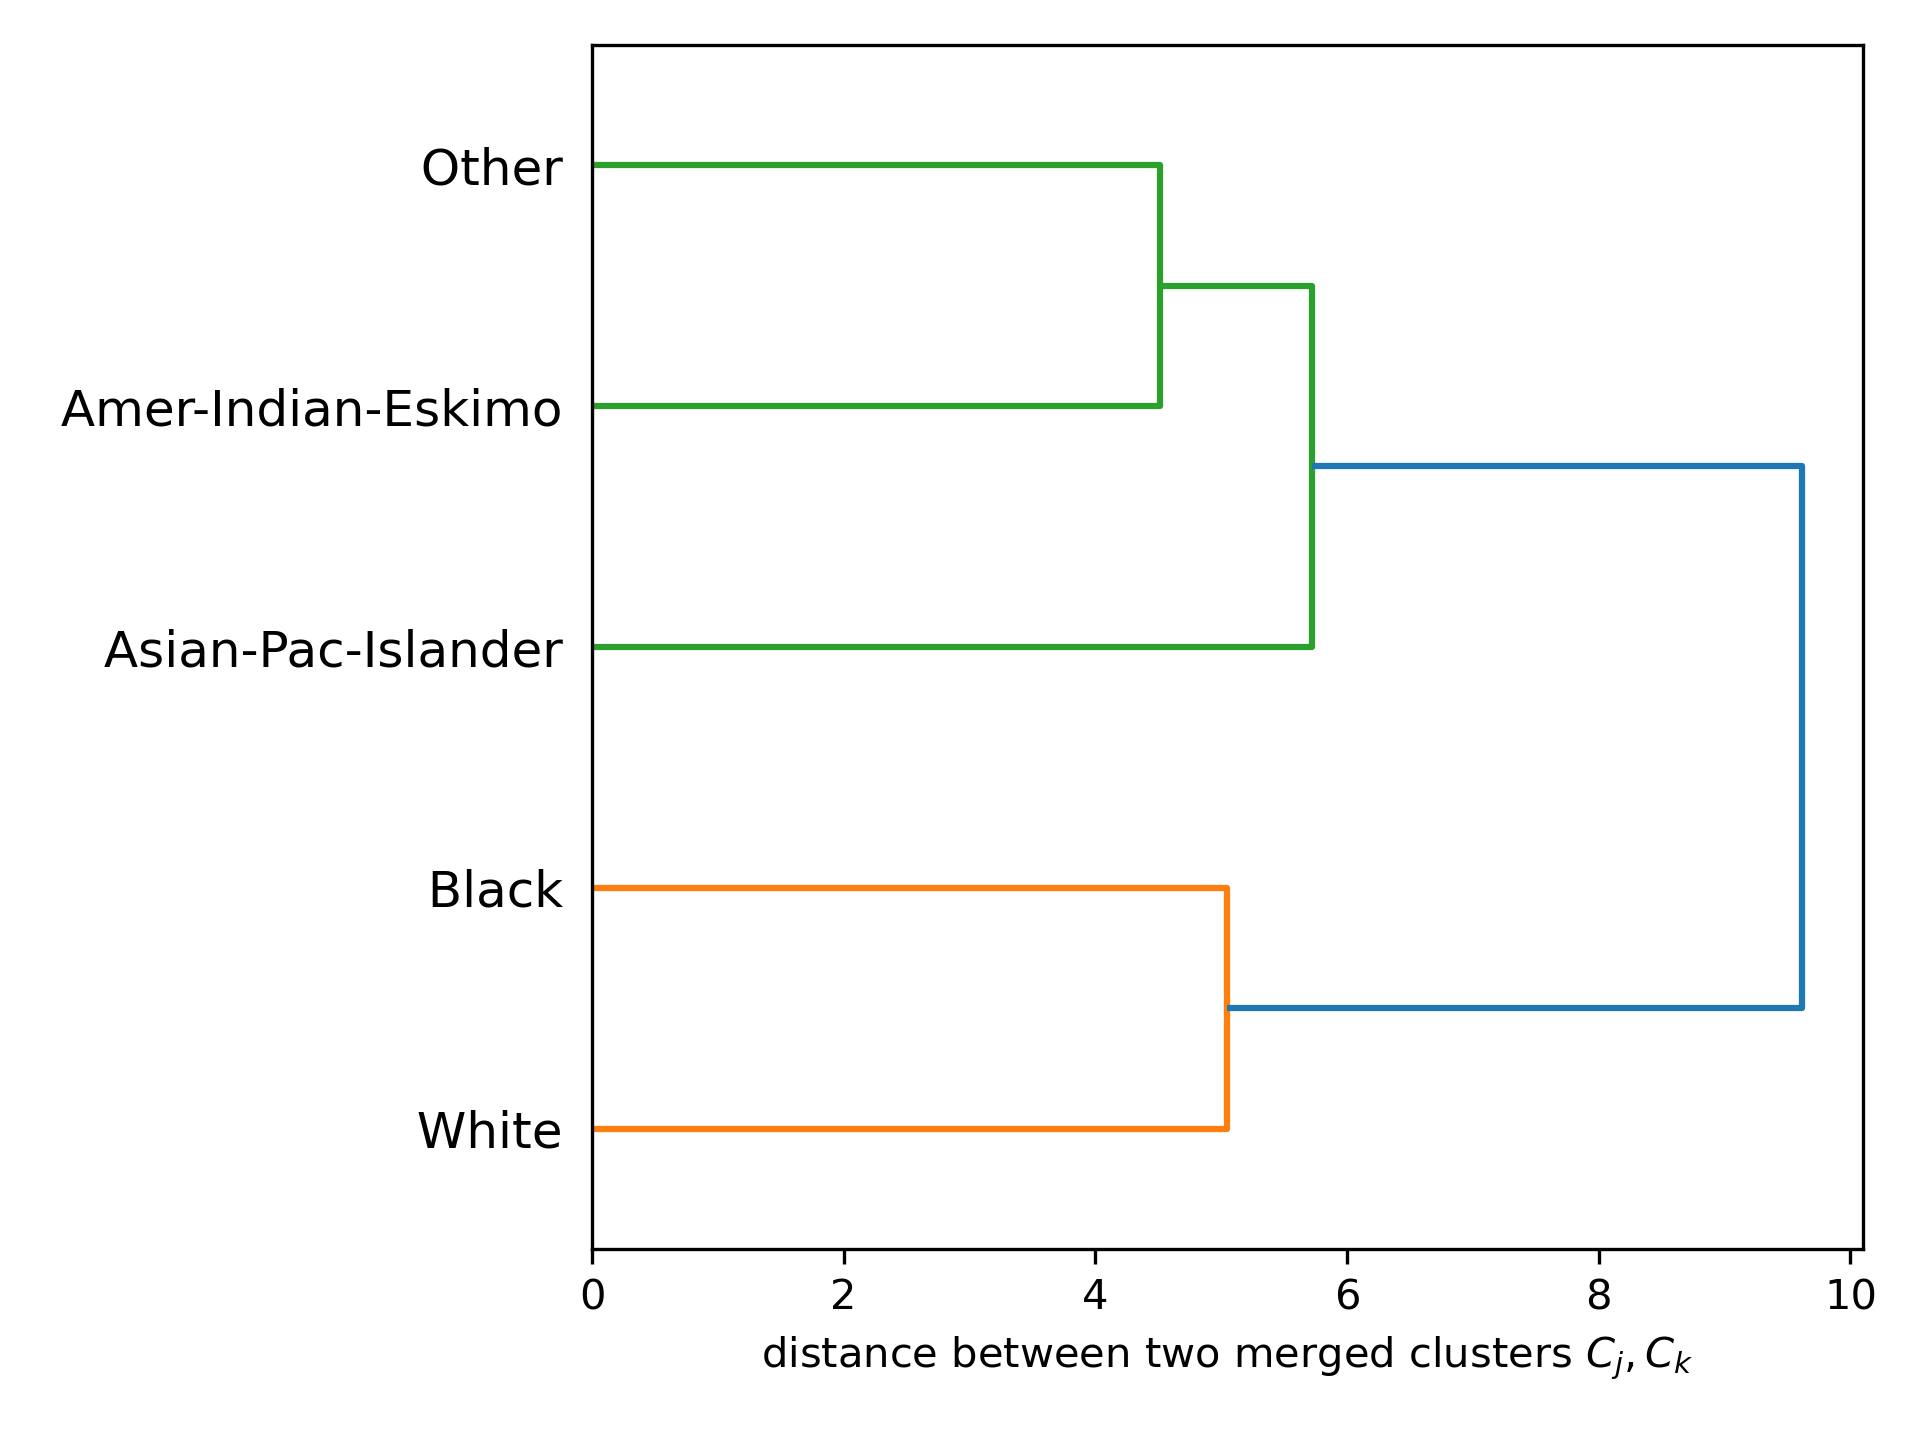 Other
Amer-Indian-Eskimo
Asian-Pac-Islander
Black
White
0 2 4 6 8 10
distance between two merged clusters C_j, C_k